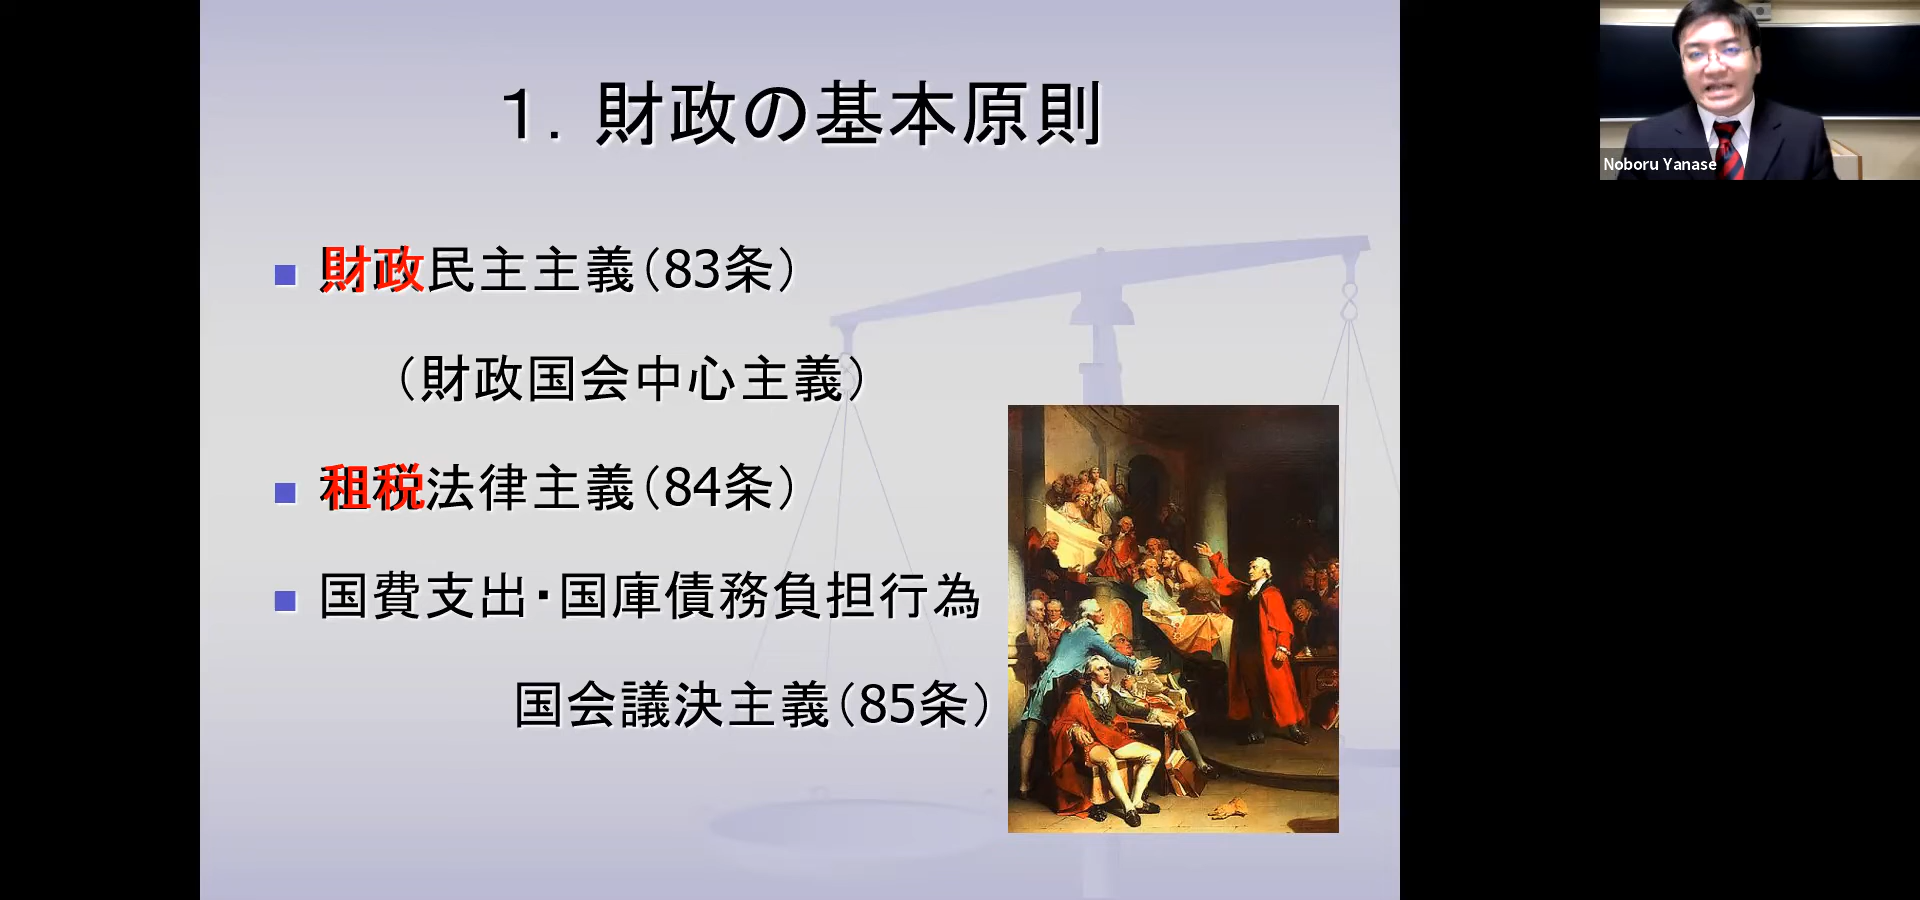 １．財政の基本原則
財政民主主義（83条）
（財政国会中心主義）
租税法律主義（84条）
国費支出・国庫債務負担行為
国会議決主義（85条）
Noboru Yanase